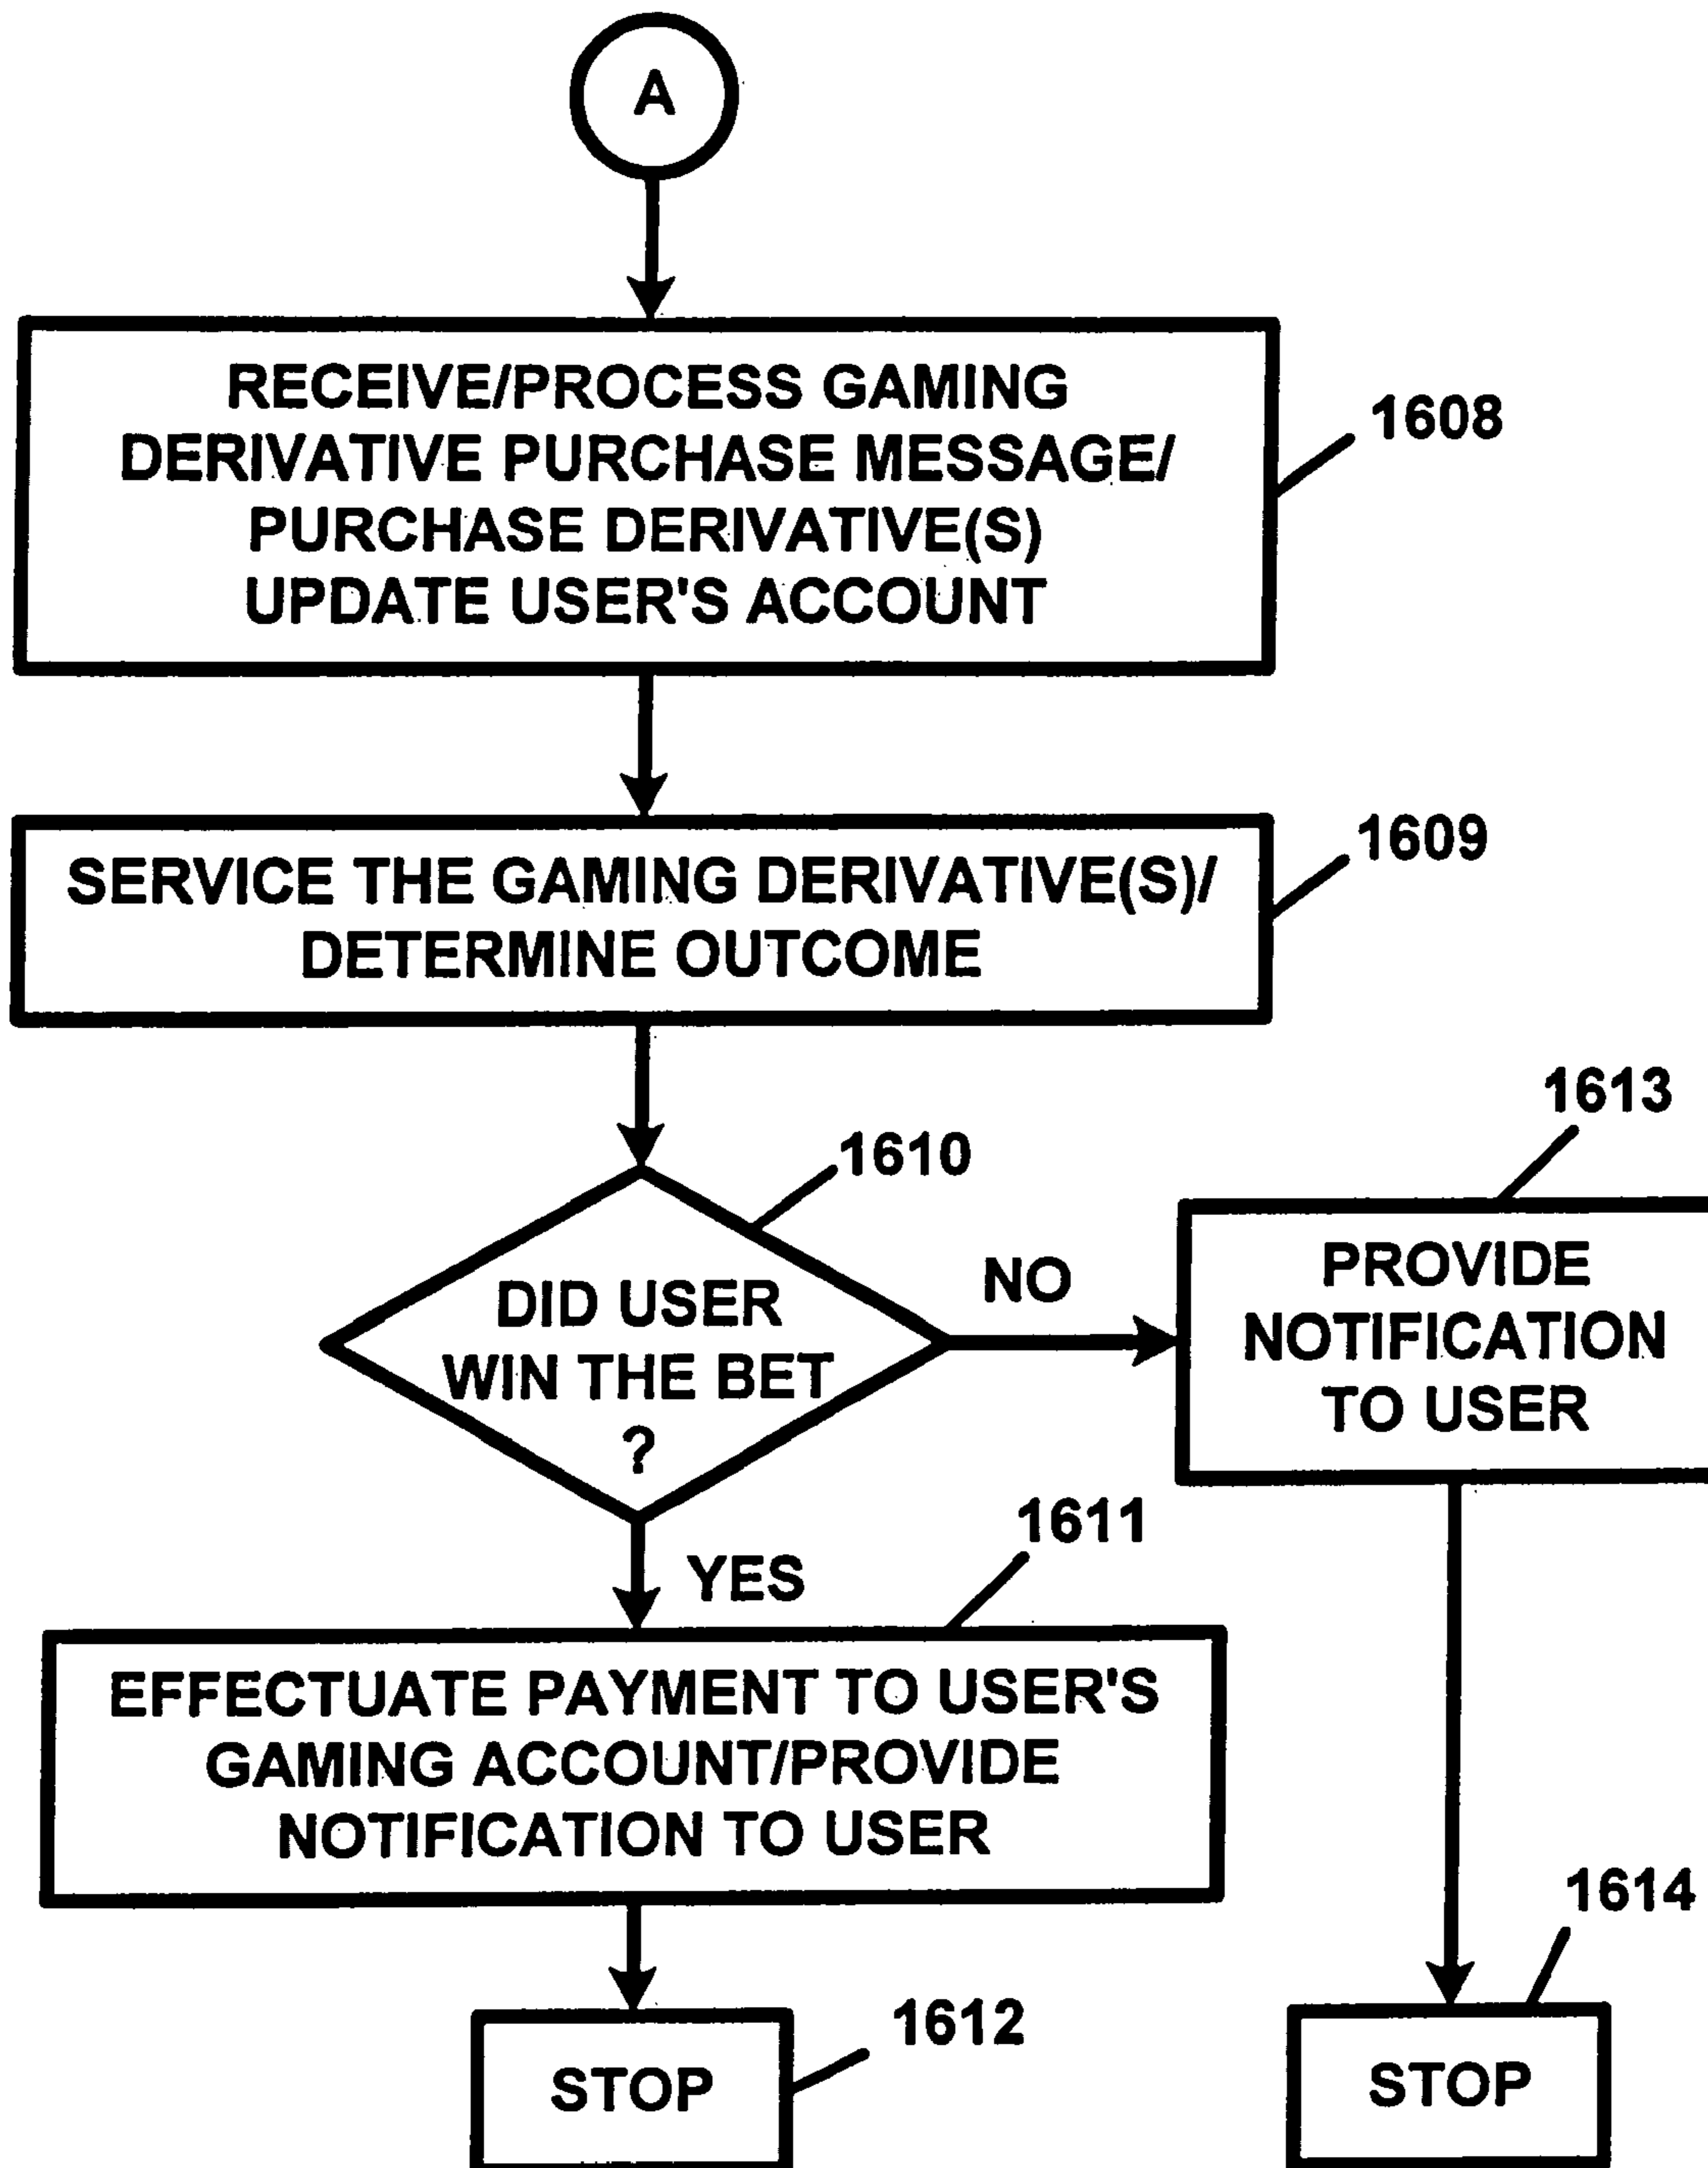 A
RECEIVE/PROCESS GAMING
DERIVATIVE PURCHASE MESSAGE/
PURCHASE DERIVATIVE(S)
UPDATE USER'S ACCOUNT
1608
SERVICE THE GAMING DERIVATIVE(S)/
DETERMINE OUTCOME
1609
1610
DID USER
WIN THE BET
?
NO
1613
PROVIDE
NOTIFICATION
TO USER
YES
1611
EFFECTUATE PAYMENT TO USER'S
GAMING ACCOUNT/PROVIDE
NOTIFICATION TO USER
STOP
1612
1614
STOP